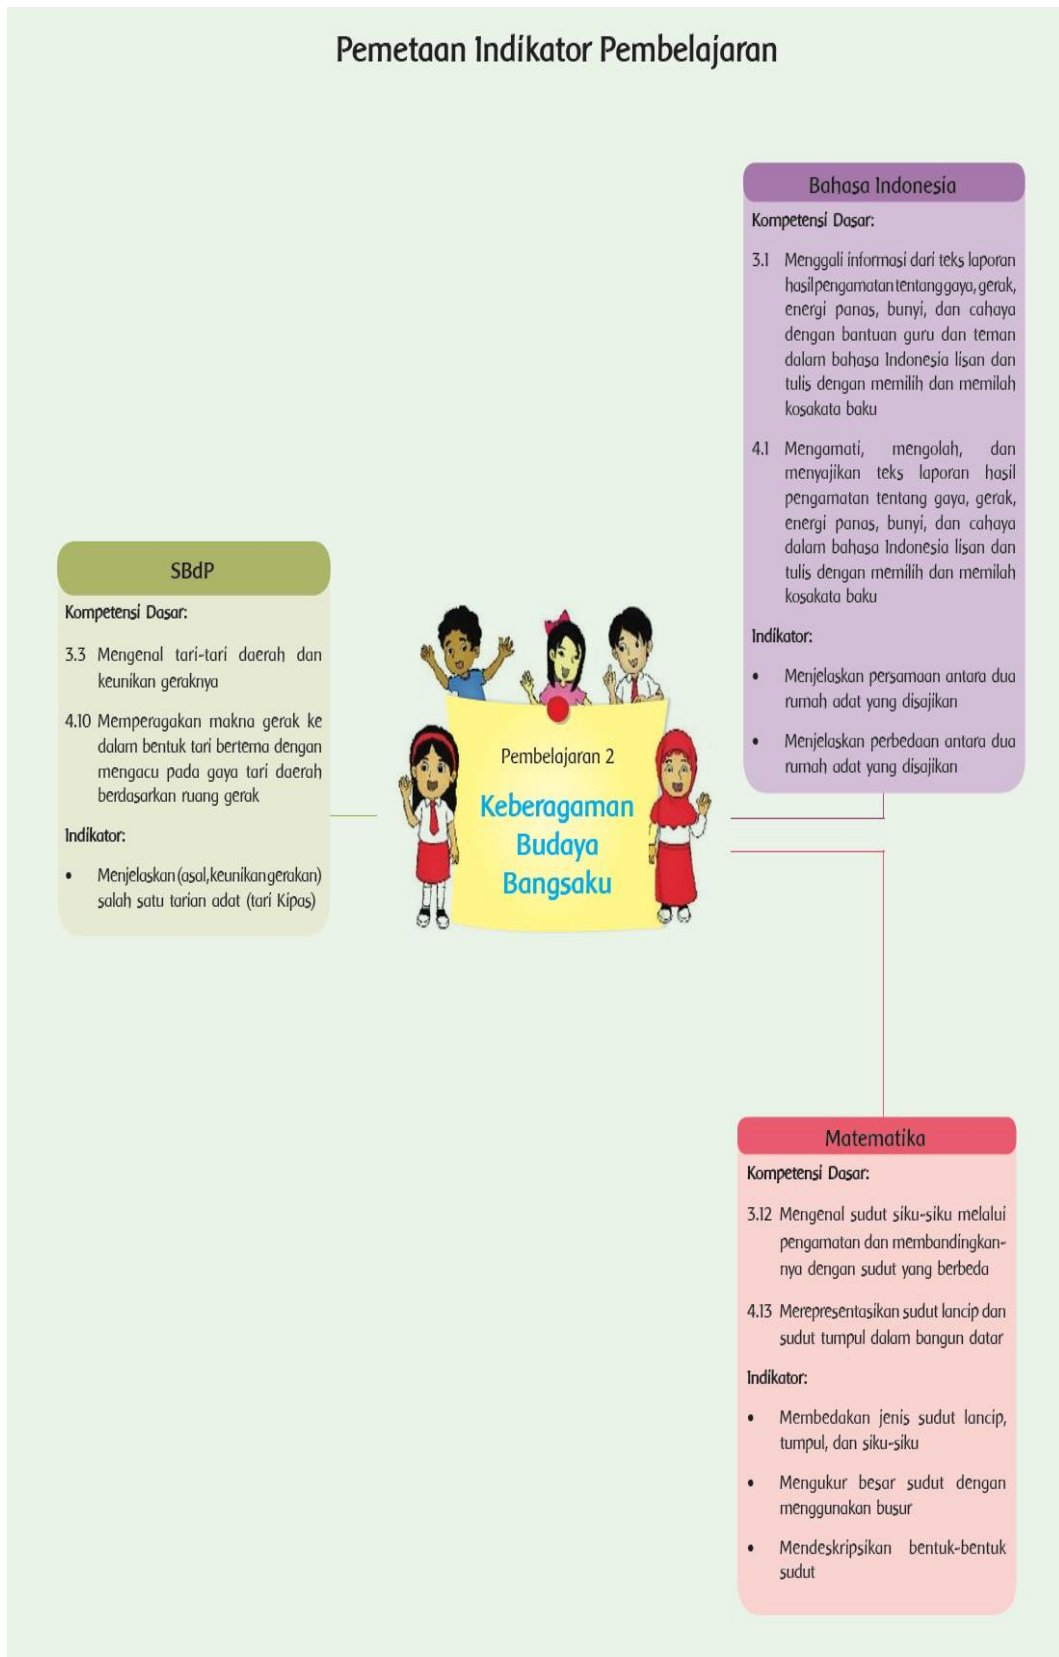 Pemetaan Indikator Pembelajaran
Bahasa Indonesia
Kompetensi Dasar:
3.1 Menggali informasi dari teks laporan
hasil pengamatan tentang gaya, gerak,
energi panas, bunyi, dan cahaya
dengan bantuan guru dan teman
dalam bahasa Indonesia lisan dan
tulis dengan memilih dan memilah
kosakata baku
4.1 Mengamati, mengolah, dan
menyajikan teks laporan hasil
pengamatan tentang gaya, gerak,
energi panas, bunyi, dan cahaya
dalam bahasa Indonesia lisan dan
tulis dengan memilih dan memilah
kosakata baku
Indikator:
• Menjelaskan persamaan antara dua
rumah adat yang disajikan
• Menjelaskan perbedaan antara dua
rumah adat yang disajikan
SBdP
Kompetensi Dasar:
3.3 Mengenal tari-tari daerah dan
keunikan geraknya
4.10 Memperagakan makna gerak ke
dalam bentuk tari bertema dengan
mengacu pada gaya tari daerah
berdasarkan ruang gerak
Indikator:
• Menjelaskan (asal, keunikan gerakan)
salah satu tarian adat (tari Kipas)
Pembelajaran 2
Keberagaman
Budaya
Bangsaku
Matematika
Kompetensi Dasar:
3.12 Mengenal sudut siku-siku melalui
pengamatan dan membandingkan-
nya dengan sudut yang berbeda
4.13 Merepresentasikan sudut lancip dan
sudut tumpul dalam bangun datar
Indikator:
• Membedakan jenis sudut lancip,
tumpul, dan siku-siku
• Mengukur besar sudut dengan
menggunakan busur
• Mendeskripsikan bentuk-bentuk
sudut